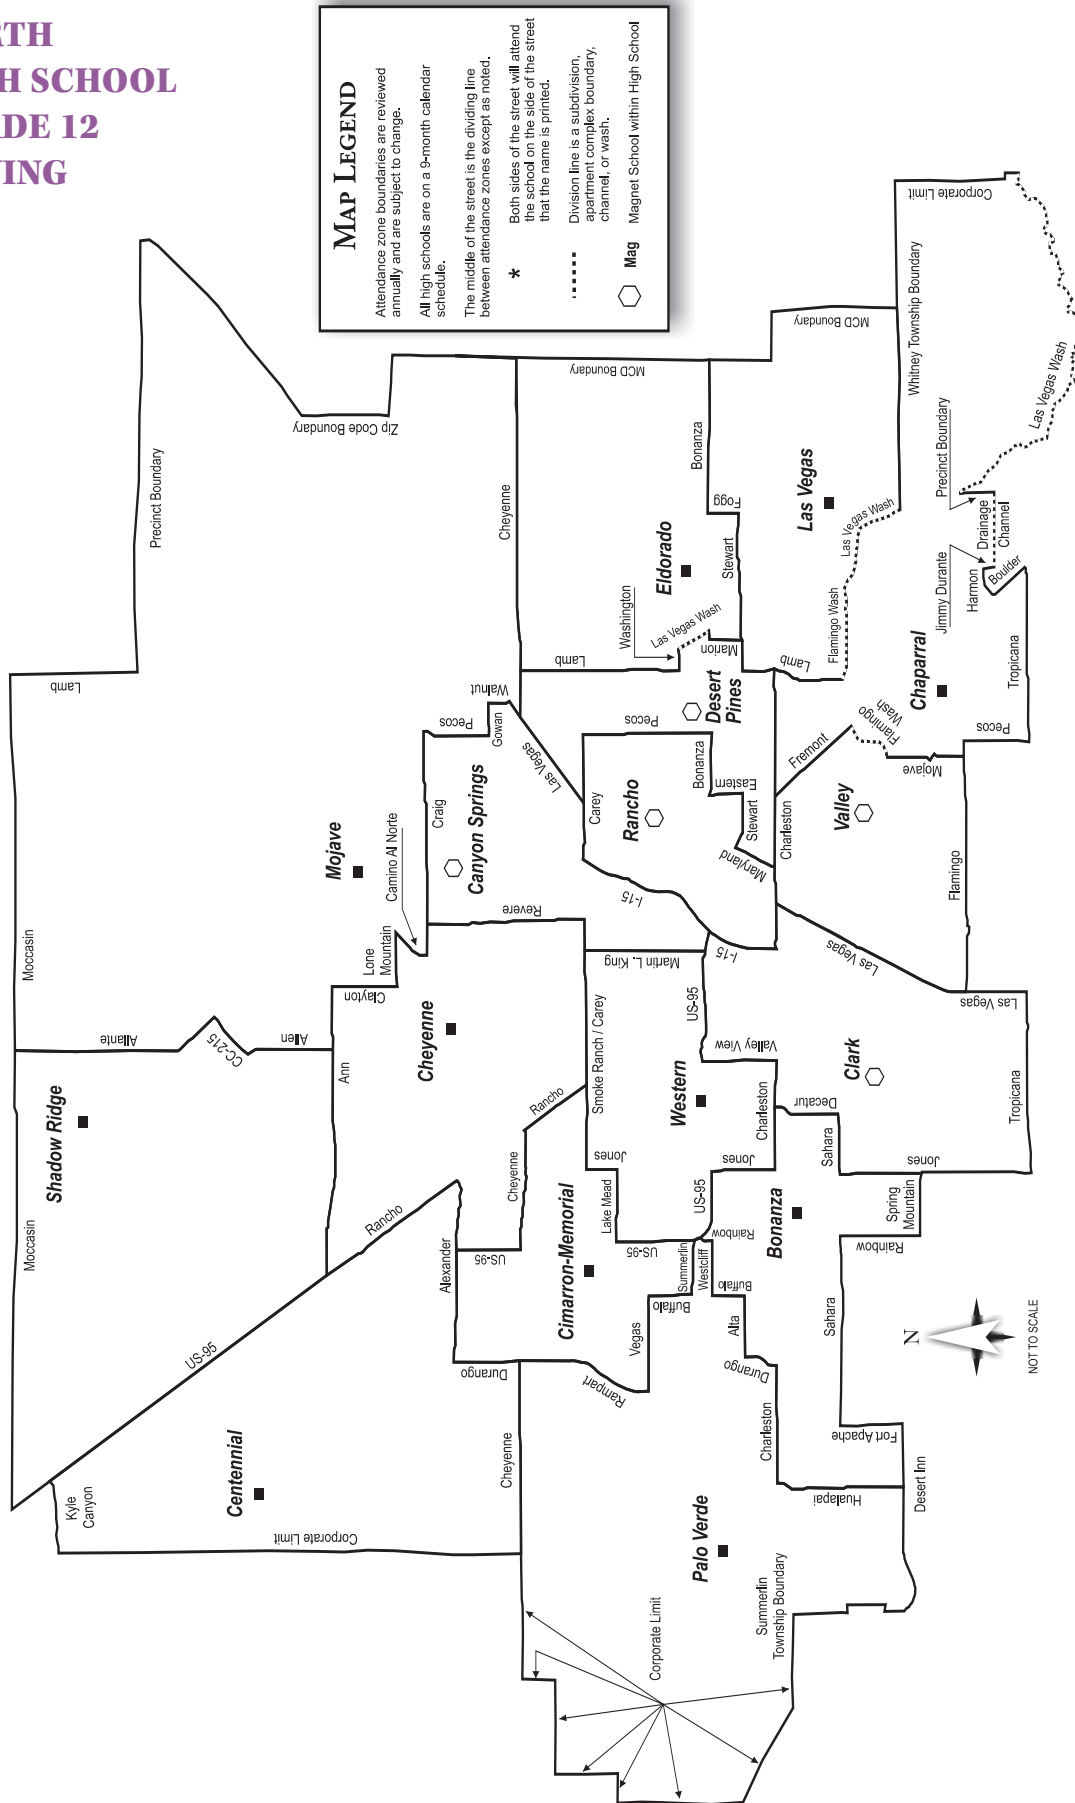 RTH
H SCHOOL
ADE 12
ING
MAP LEGEND
Attendance zone boundaries are reviewed
annually and are subject to change.
All high schools are on a 9-month calendar
schedule.
The middle of the street is the dividing line
between attendance zones except as noted.
*
Both sides of the street will attend
the school on the side of the street
that the name is printed.
Division line is a subdivision,
apartment complex boundary,
channel, or wash.
Mag
Magnet School within High School
Moccasin
Moccasin
Lamb
Precinct Boundary
Zip Code Boundary
Shadow Ridge
Aliante
CC-215
Allen
Ann
Clayton
Lone
Mountain
Camino Al Norte
Mojave
Rancho
US-95
Kyle
Canyon
Corporate Limit
Centennial
Cheyenne
Durango
Alexander
US-95
Cheyenne
Rancho
Cheyenne
Revere
Craig
Canyon Springs
Pecos
Gowan
Walnut
Las Vegas
Cheyenne
MCD Boundary
Lamb
Eldorado
Washington
Las Vegas Wash
Marion
Stewart
Fogg
Bonanza
Pecos
Desert
Pines
Carey
Rancho
Bonanza
Eastern
Stewart
Maryland
I-15
I-15
Martin L. King
Smoke Ranch / Carey
Jones
Lake Mead
US-95
Cimarron-Memorial
Rampart
Vegas
Buffalo
Summerlin
Westcliff
Rainbow
US-95
Jones
Western
US-95
Valley View
Charleston
Buffalo
Alta
Durango
Charleston
Hualapai
Desert Inn
Fort Apache
Sahara
Rainbow
Spring
Mountain
Bonanza
Sahara
Decatur
Jones
Clark
Tropicana
Las Vegas
Las Vegas
Flamingo
Valley
Charleston
Fremont
Flamingo
Wash
Mojave
Pecos
Chaparral
Tropicana
Boulder
Harmon
Jimmy Durante
Drainage
Channel
Precinct Boundary
Las Vegas Wash
Corporate Limit
Whitney Township Boundary
MCD Boundary
Las Vegas
Las Vegas Wash
Flamingo Wash
Lamb
Palo Verde
Corporate Limit
Summerlin
Township Boundary
N
NOT TO SCALE